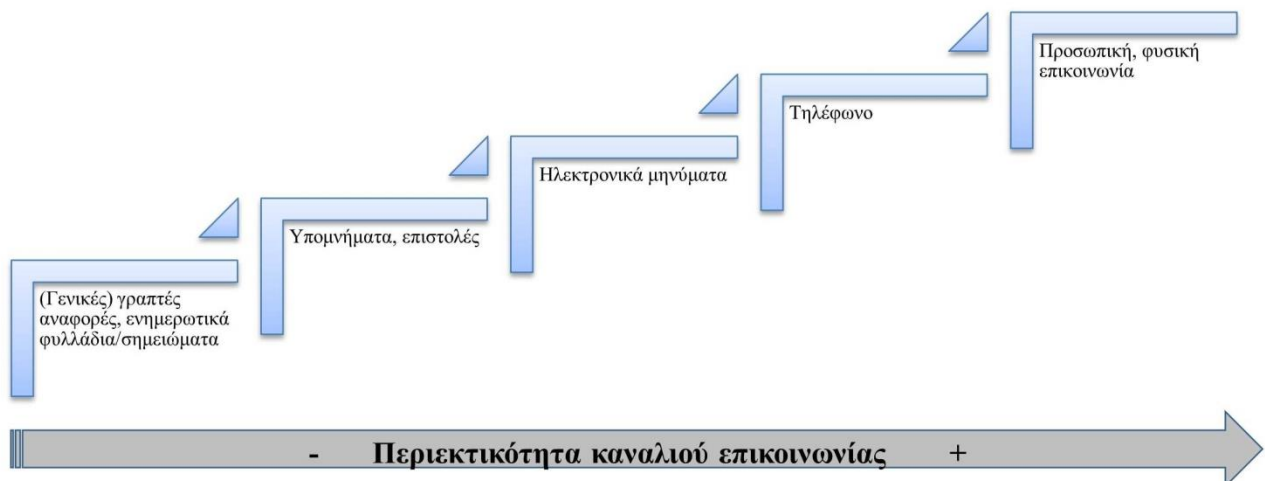 Προσωπική, φυσική
επικοινωνία
Τηλέφωνο
Ηλεκτρονικά μηνύματα
Υπομνήματα, επιστολές
(Γενικές) γραπτές
αναφορές, ενημερωτικά
φυλλάδια/σημειώματα
- Περιεκτικότητα καναλιού επικοινωνίας +